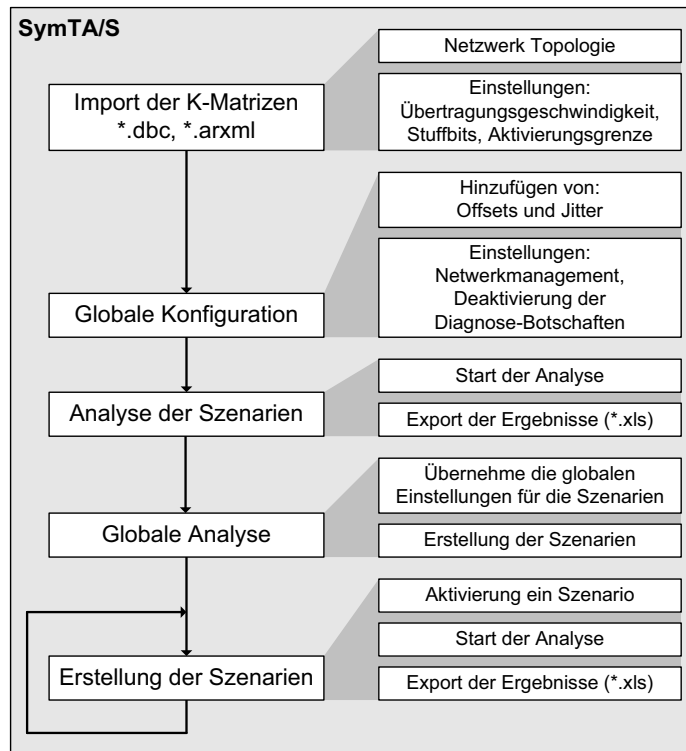 SymTA/S
Import der K-Matrizen
*.dbc, *.arxml
Netzwerk Topologie
Einstellungen:
Übertragungsgeschwindigkeit,
Stuffbits, Aktivierungsgrenze
Globale Konfiguration
Hinzufügen von:
Offsets und Jitter
Einstellungen:
Netwerkmanagement,
Deaktivierung der
Diagnose-Botschaften
Analyse der Szenarien
Start der Analyse
Export der Ergebnisse (*.xls)
Globale Analyse
Übernehme die globalen
Einstellungen für die Szenarien
Erstellung der Szenarien
Erstellung der Szenarien
Aktivierung ein Szenario
Start der Analyse
Export der Ergebnisse (*.xls)